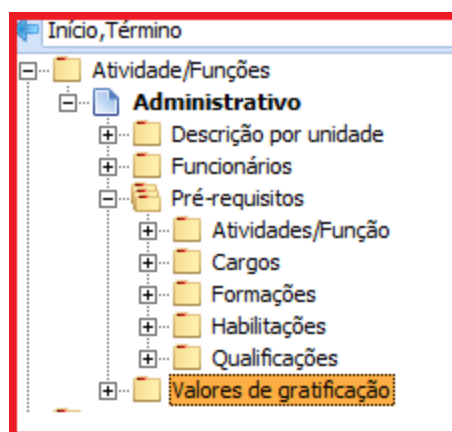 Início,Término
Atividade/Funções
Administrativo
Descrição por unidade
Funcionários
Pré-requisitos
Atividades/Função
Cargos
Formações
Habilitações
Qualificações
Valores de gratificação